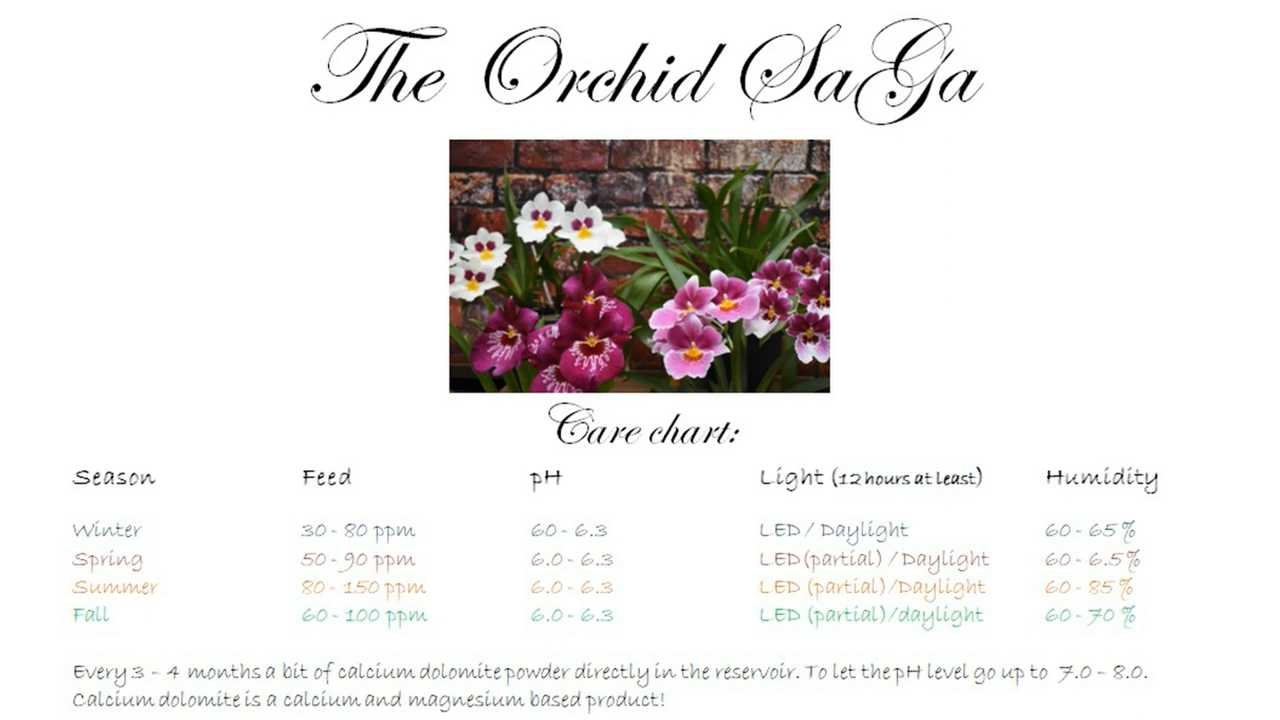 The Orchid SaGa
Care chart:
Season Feed pH Light (12 hours at least) Humidity
Winter 30 - 80 ppm 60 - 6.3 LED / Daylight 60 - 65 %
Spring 50 - 90 ppm 6.0 - 6.3 LED (partial) / Daylight 60 - 6.5 %
Summer 80 - 150 ppm 6.0 - 6.3 LED (partial) /Daylight 60 - 85 %
Fall 60 - 100 ppm 6.0 - 6.3 LED (partial) /daylight 60 - 70 %
Every 3 - 4 months a bit of calcium dolomite powder directly in the reservoir. To let the pH level go up to 7.0 - 8.0.
Calcium dolomite is a calcium and magnesium based product!